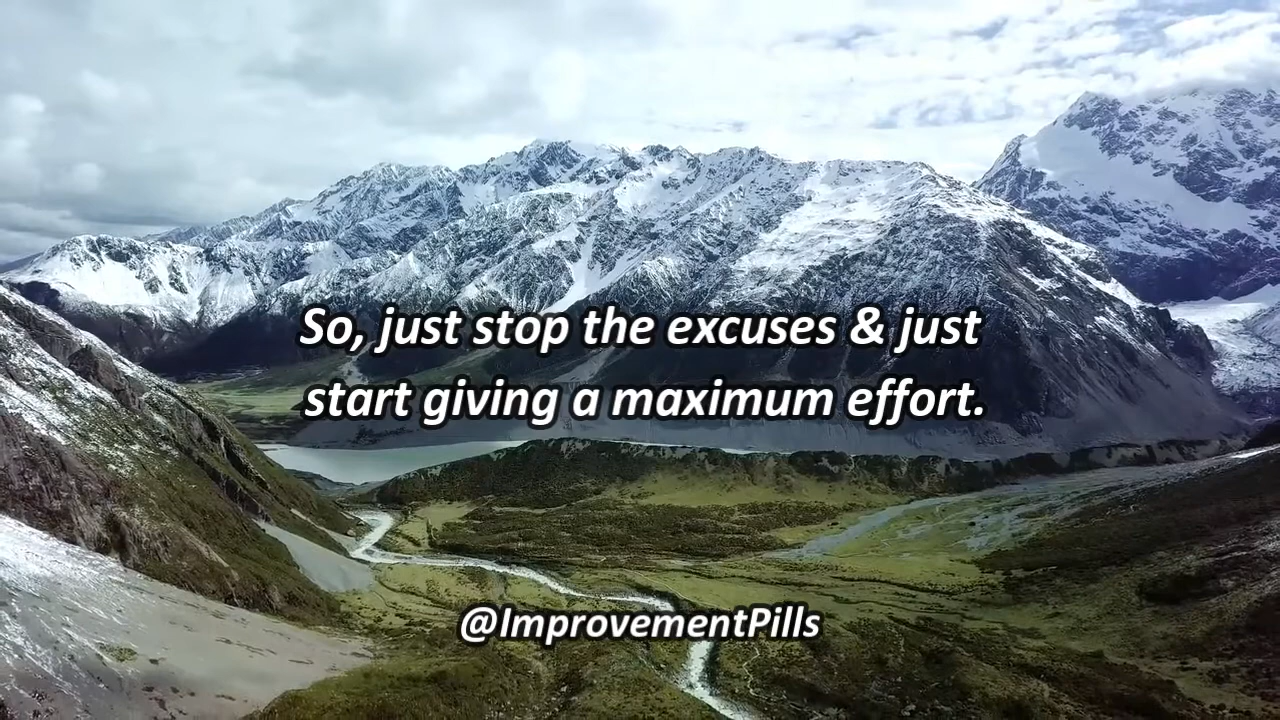 So, just stop the excuses & just
start giving a maximum effort.
@ImprovementPills